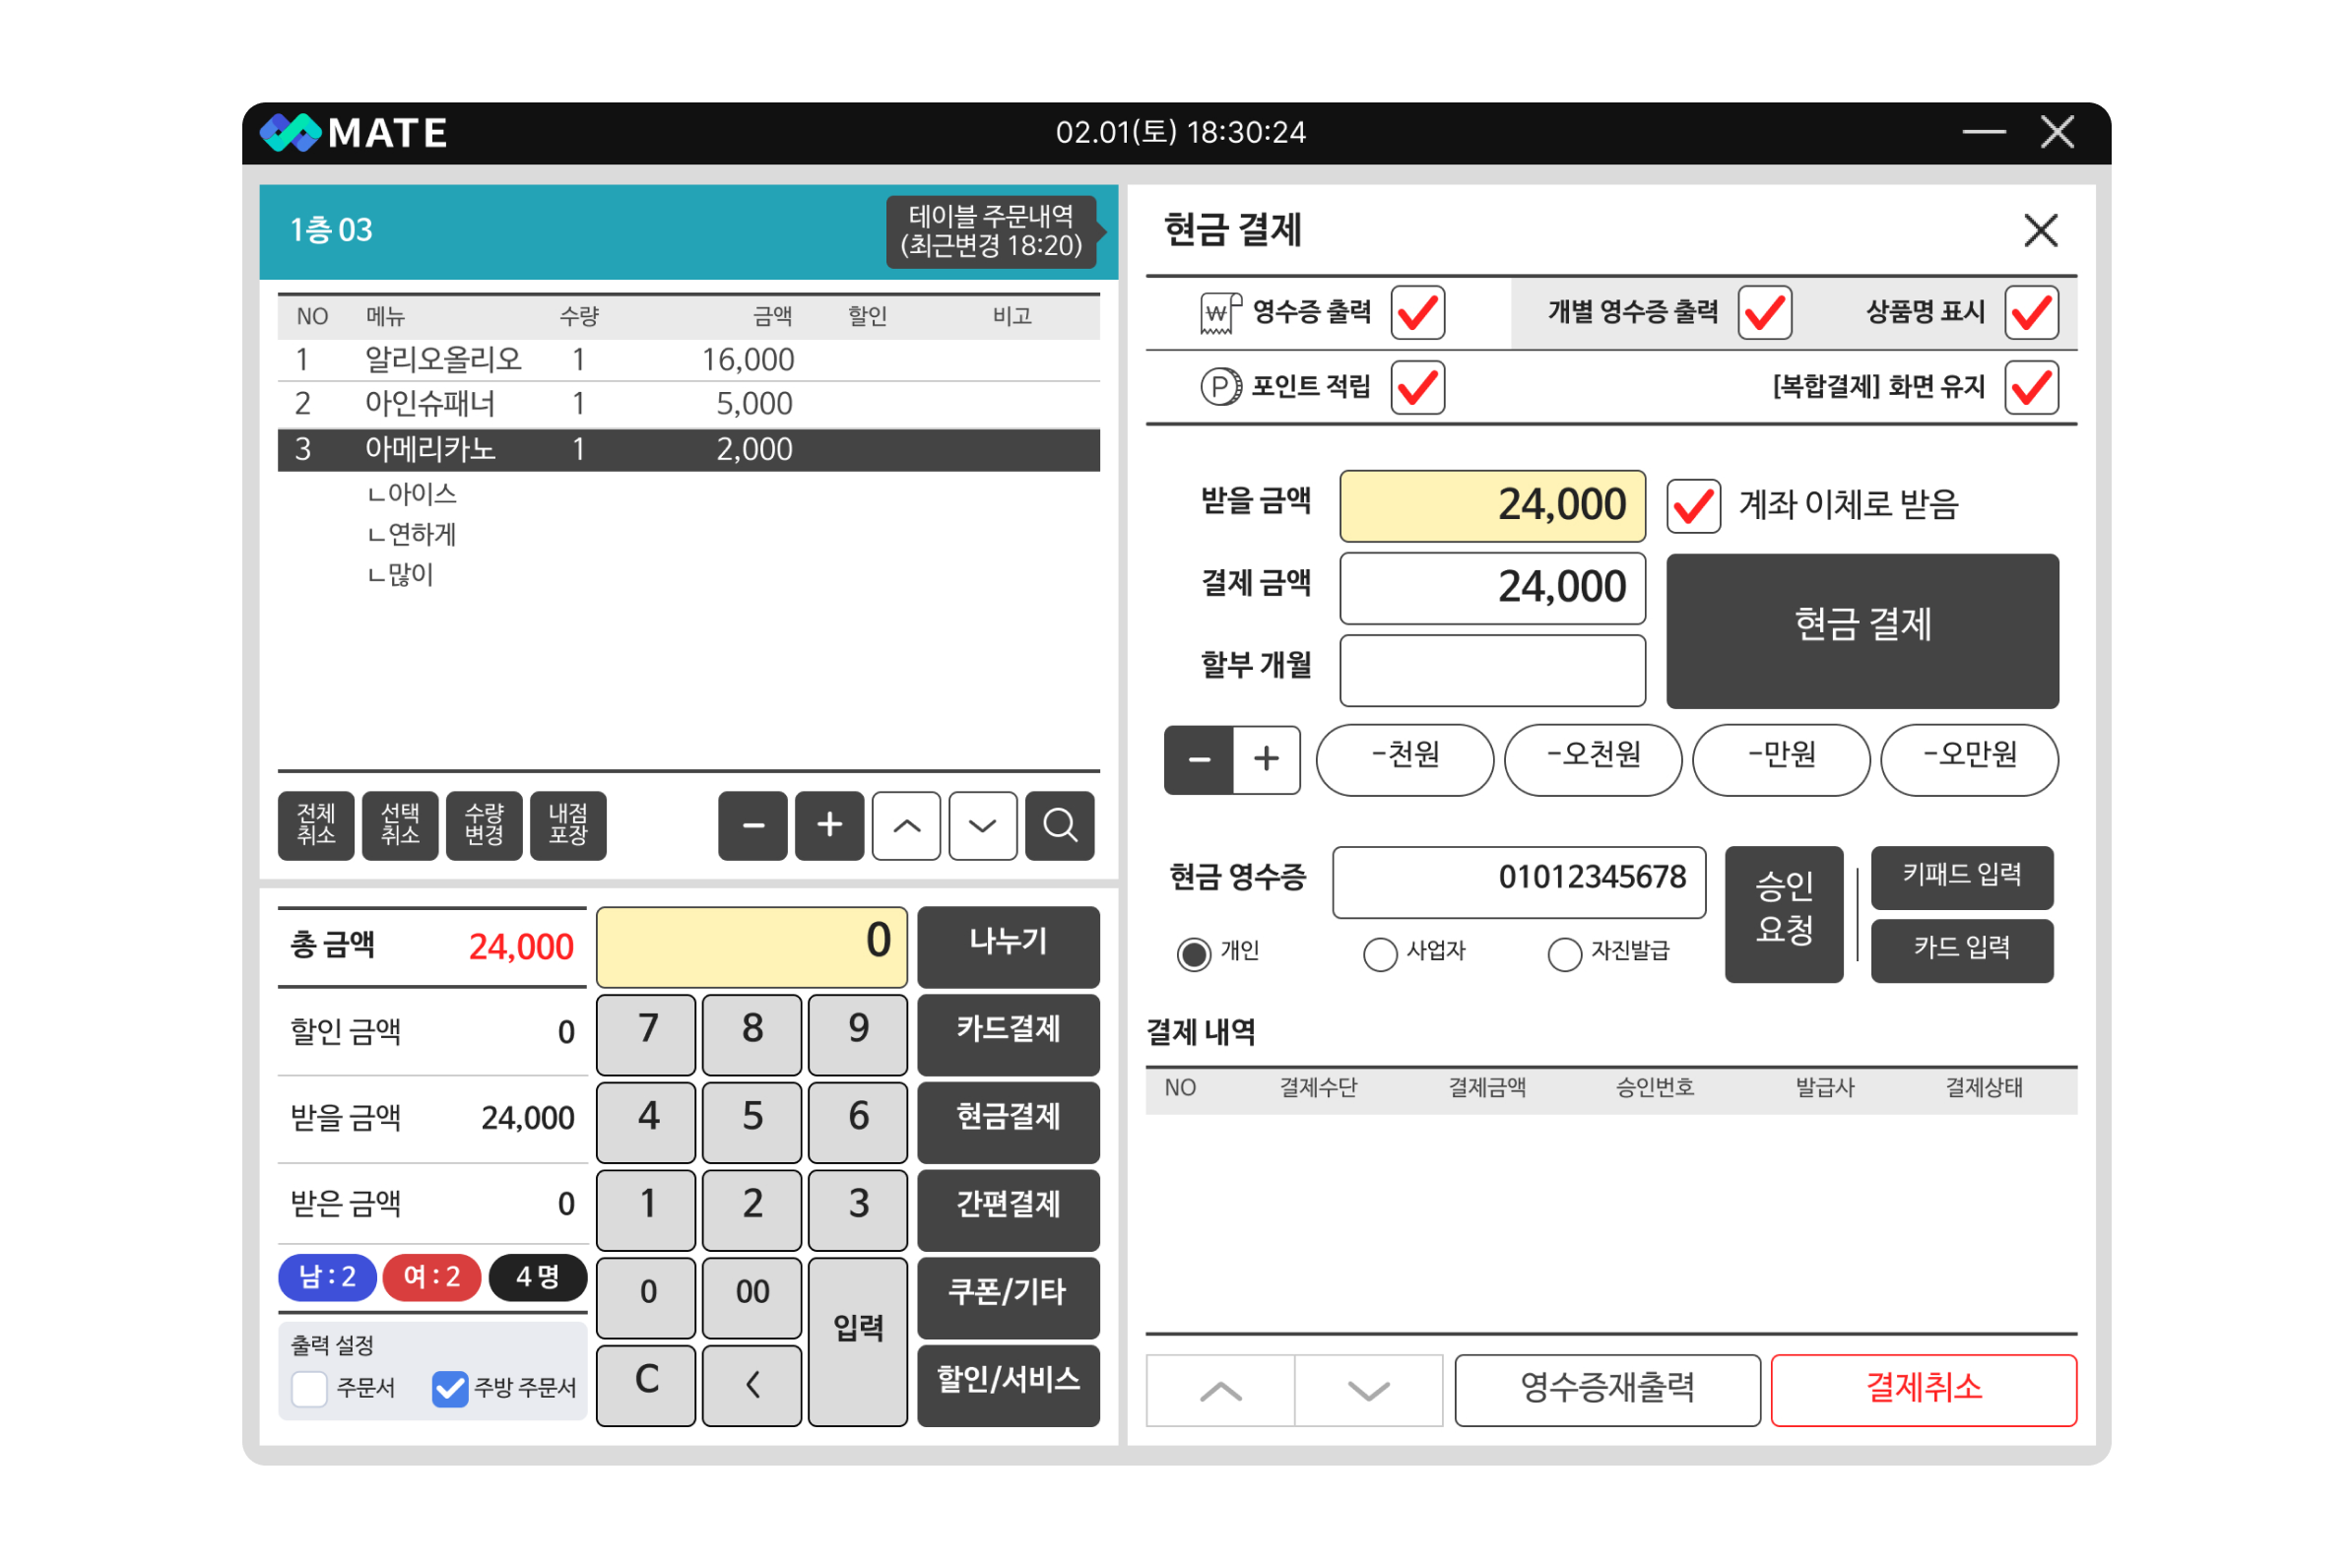 MATE
02.01(토) 18:30:24
1층 03
테이블 주문내역
(최근변경 18:20)
NO 메뉴 수량 금액 할인 비고
1 알리오올리오 1 16,000
2 아인슈패너 1 5,000
3 아메리카노 1 2,000
ㄴ아이스
ㄴ연하게
ㄴ많이
전체
취소
선택
취소
수량
변경
내점
포장
- +
총 금액 24,000
할인 금액 0
받을 금액 24,000
받은 금액 0
남 : 2 여 : 2 4 명
출력 설정
주문서 주방 주문서
0
7 8 9
4 5 6
1 2 3
0 00 입력
C
나누기
카드결제
현금결제
간편결제
쿠폰/기타
할인/서비스
현금 결제
₩ 영수증 출력 개별 영수증 출력 상품명 표시
P 포인트 적립 [복합결제] 화면 유지
받을 금액 24,000 계좌 이체로 받음
결제 금액 24,000
현금 결제
할부 개월
- + -천원 -오천원 -만원 -오만원
현금 영수증 01012345678
개인 사업자 자진발급
승인
요청
키패드 입력
카드 입력
결제 내역
NO 결제수단 결제금액 승인번호 발급사 결제상태
영수증재출력 결제취소